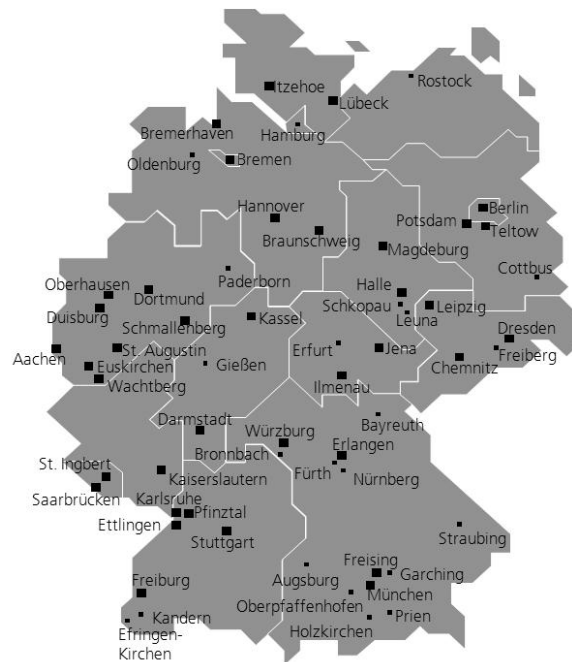 Itzehoe
Rostock
Lübeck
Bremerhaven
Hamburg
Oldenburg
Bremen
Hannover
Berlin
Potsdam
Teltow
Braunschweig
Magdeburg
Paderborn
Cottbus
Oberhausen
Dortmund
Halle
Duisburg
Schkopau
Leipzig
Leuna
Schmallenberg
Kassel
Dresden
St. Augustin
Erfurt
Jena
Freiberg
Aachen
Gießen
Chemnitz
Euskirchen
Wachtberg
Ilmenau
Darmstadt
Würzburg
Bayreuth
Bronnbach
Erlangen
St. Ingbert
Fürth
Nürnberg
Kaiserslautern
Saarbrücken
Karlsruhe
Pfinztal
Ettlingen
Stuttgart
Straubing
Freising
Augsburg
Garching
Freiburg
München
Oberpfaffenhofen
Kandern
Prien
Efringen-
Kirchen
Holzkirchen